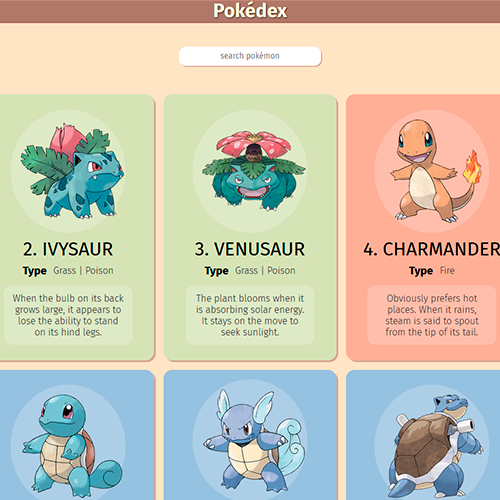 Pokédex
search pokémon
2. IVYSAUR
Type Grass | Poison
When the bulb on its back
grows large, it appears to
lose the ability to stand
on its hind legs.
3. VENUSAUR
Type Grass | Poison
The plant blooms when it
is absorbing solar energy.
It stays on the move to
seek sunlight.
4. CHARMANDER
Type Fire
Obviously prefers hot
places. When it rains,
steam is said to spout
from the tip of its tail.